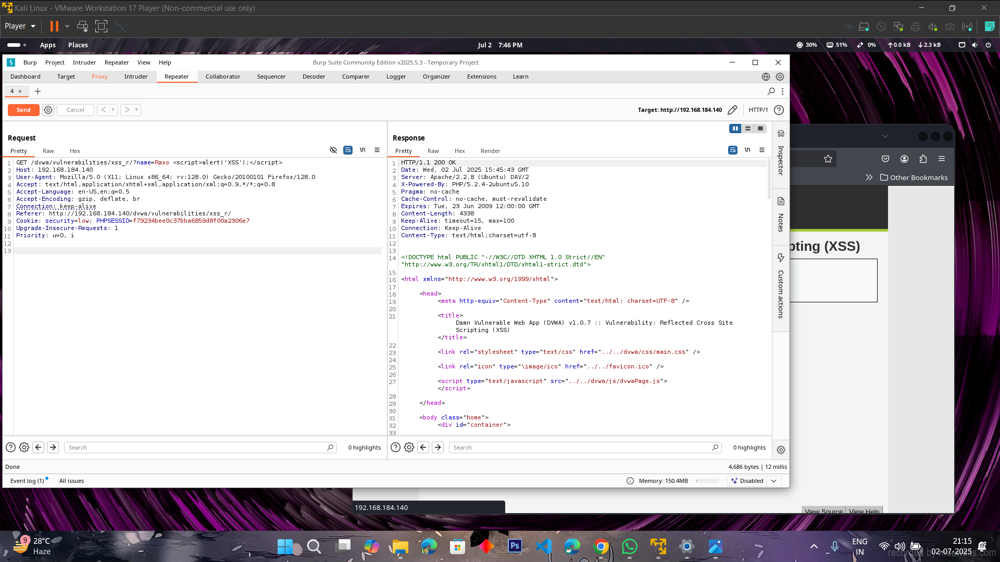 Kali Linux - VMware Workstation 17 Player (Non-commercial use only)
Player
Apps Places Jul 2 7:46 PM 30% 51% 0% 0.0 kB 2.3 kB
Burp Project Intruder Repeater View Help Burp Suite Community Edition v2025.5.3 - Temporary Project
Dashboard Target Proxy Intruder Repeater Collaborator Sequencer Decoder Comparer Logger Organizer Extensions Learn
4 × +
Send Cancel < > Target: http://192.168.184.140 HTTP/1
Request
Pretty Raw Hex \n
1 GET /dvwa/vulnerabilities/xss_r/?name=Raxo <script>alert('XSS');</script>
2 Host: 192.168.184.140
3 User-Agent: Mozilla/5.0 (X11; Linux x86_64; rv:128.0) Gecko/20100101 Firefox/128.0
4 Accept: text/html,application/xhtml+xml,application/xml;q=0.9,*/*;q=0.8
5 Accept-Language: en-US,en;q=0.5
6 Accept-Encoding: gzip, deflate, br
7 Connection: keep-alive
8 Referer: http://192.168.184.140/dvwa/vulnerabilities/xss_r/
9 Cookie: security=low; PHPSESSID=f79234bee0c37bba6859d8f00a2306e7
10 Upgrade-Insecure-Requests: 1
11 Priority: u=0, i
12
13
Search 0 highlights
Response
Pretty Raw Hex Render \n
1 HTTP/1.1 200 OK
2 Date: Wed, 02 Jul 2025 15:45:43 GMT
3 Server: Apache/2.2.8 (Ubuntu) DAV/2
4 X-Powered-By: PHP/5.2.4-2ubuntu5.10
5 Pragma: no-cache
6 Cache-Control: no-cache, must-revalidate
7 Expires: Tue, 23 Jun 2009 12:00:00 GMT
8 Content-Length: 4338
9 Keep-Alive: timeout=15, max=100
10 Connection: Keep-Alive
11 Content-Type: text/html;charset=utf-8
12
13
14 <!DOCTYPE html PUBLIC "-//W3C//DTD XHTML 1.0 Strict//EN"
"http://www.w3.org/TR/xhtml1/DTD/xhtml1-strict.dtd">
15
16 <html xmlns="http://www.w3.org/1999/xhtml">
17
18 <head>
19 <meta http-equiv="Content-Type" content="text/html; charset=UTF-8" />
20
21 <title>
Damn Vulnerable Web App (DVWA) v1.0.7 :: Vulnerability: Reflected Cross Site
Scripting (XSS)
</title>
22
23 <link rel="stylesheet" type="text/css" href="../../dvwa/css/main.css" />
24
25 <link rel="icon" type="\image/ico" href="../../favicon.ico" />
26
27 <script type="text/javascript" src="../../dvwa/js/dvwaPage.js">
</script>
28
29 </head>
30
31 <body class="home">
32 <div id="container">
33
Search 0 highlights
Inspector
Notes
Custom actions
Done 4,686 bytes | 12 millis
Event log (1) All issues Memory: 150.4MB Disabled
Other Bookmarks
pting (XSS)
192.168.184.140
View Source View Help
9 28°C
Haze
Ps
ENG
IN
21:15
02-07-2025
recorded by moewalls.com